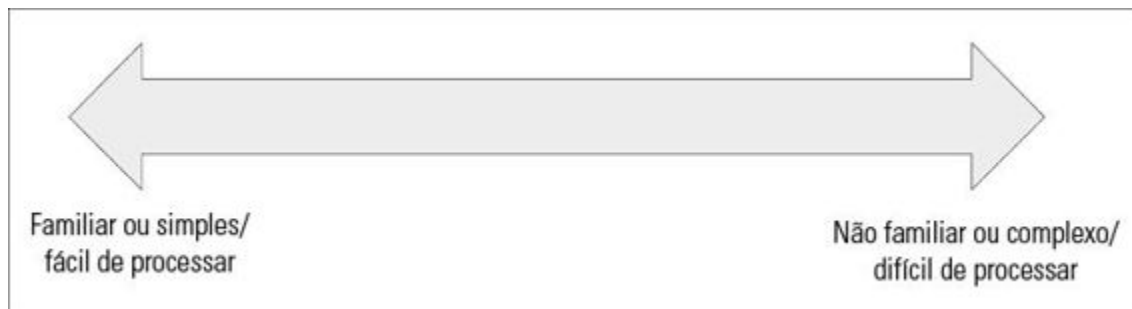 Familiar ou simples/
fácil de processar
Não familiar ou complexo/
difícil de processar